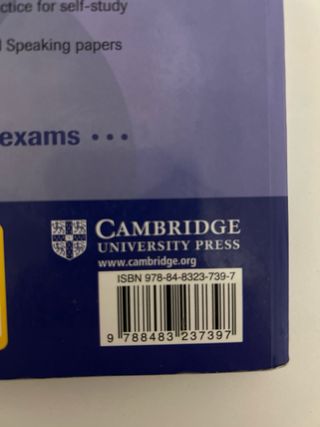 ctice for self-study
Speaking papers
exams •••
CAMBRIDGE
UNIVERSITY PRESS
www.cambridge.org
ISBN 978-84-8323-739-7
9 788483 237397